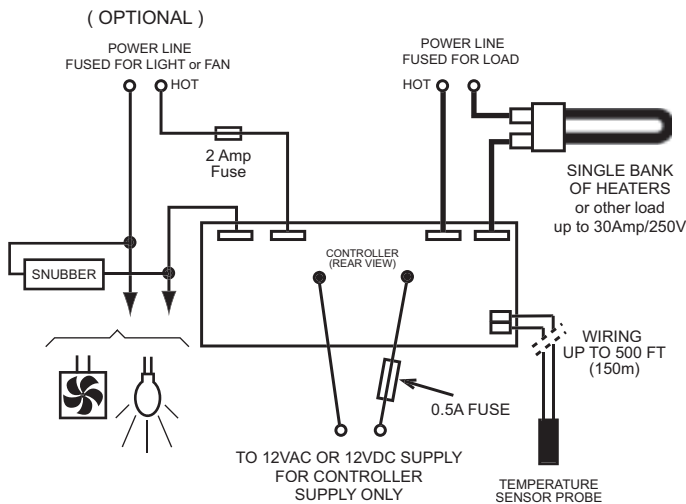 ( OPTIONAL )
POWER LINE
FUSED FOR LIGHT or FAN
HOT
2 Amp
Fuse
POWER LINE
FUSED FOR LOAD
HOT
SINGLE BANK
OF HEATERS
or other load
up to 30Amp/250V
SNUBBER
CONTROLLER
(REAR VIEW)
WIRING
UP TO 500 FT
(150m)
0.5A FUSE
TO 12VAC OR 12VDC SUPPLY
FOR CONTROLLER
SUPPLY ONLY
TEMPERATURE
SENSOR PROBE